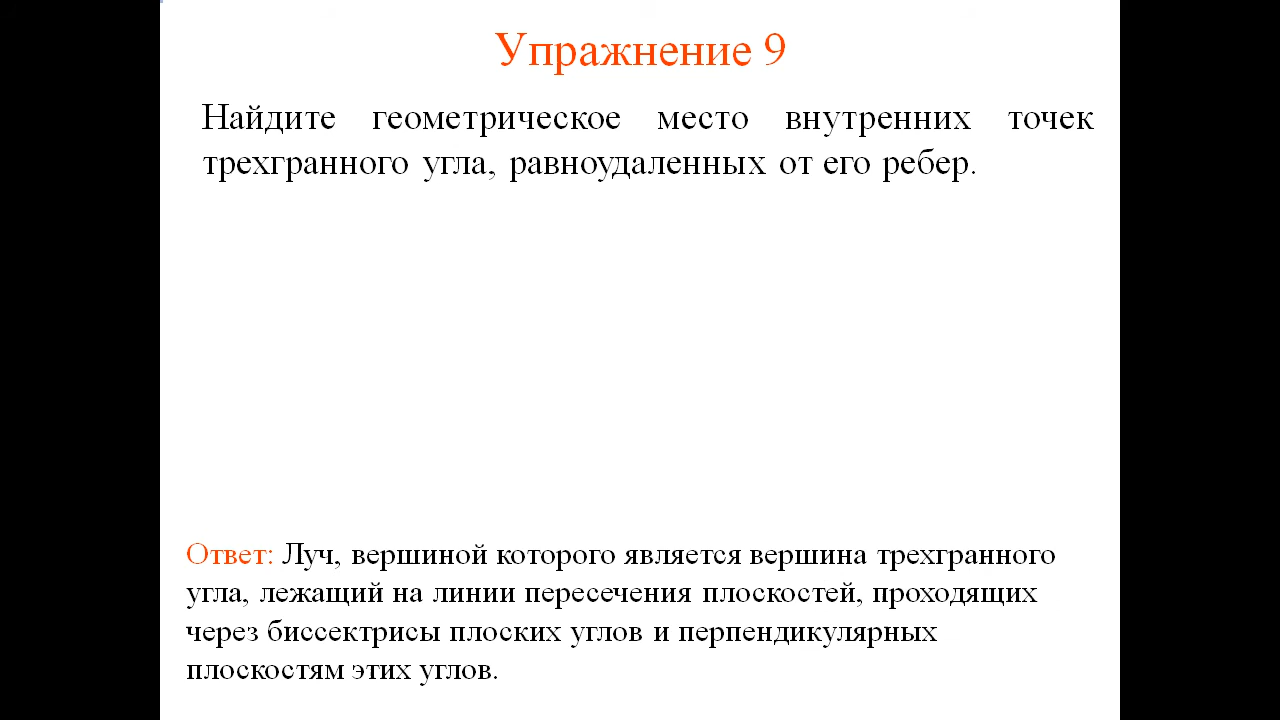 Упражнение 9
Найдите геометрическое место внутренних точек
трехгранного угла, равноудаленных от его ребер.
Ответ: Луч, вершиной которого является вершина трехгранного
угла, лежащий на линии пересечения плоскостей, проходящих
через биссектрисы плоских углов и перпендикулярных
плоскостям этих углов.